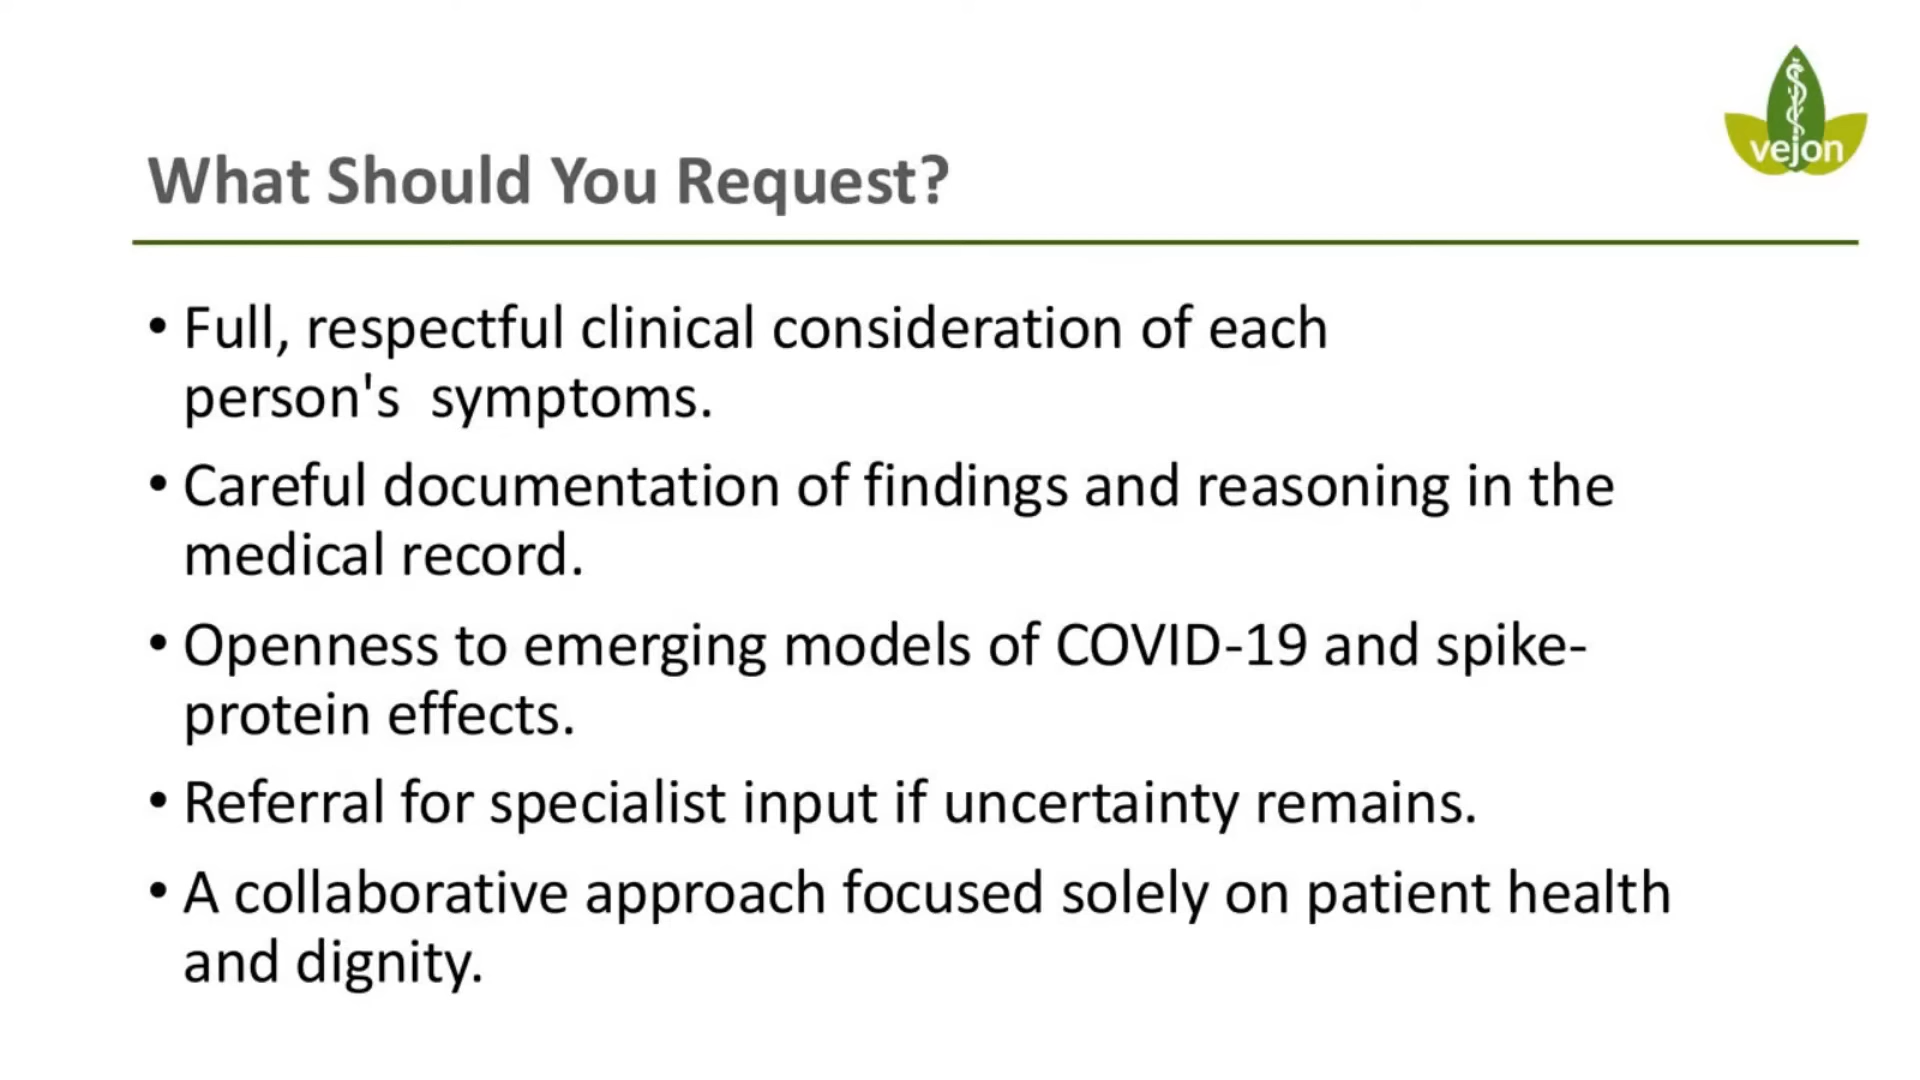 vejon
What Should You Request?
• Full, respectful clinical consideration of each
person's  symptoms.
• Careful documentation of findings and reasoning in the
medical record.
• Openness to emerging models of COVID-19 and spike-
protein effects.
• Referral for specialist input if uncertainty remains.
• A collaborative approach focused solely on patient health
and dignity.